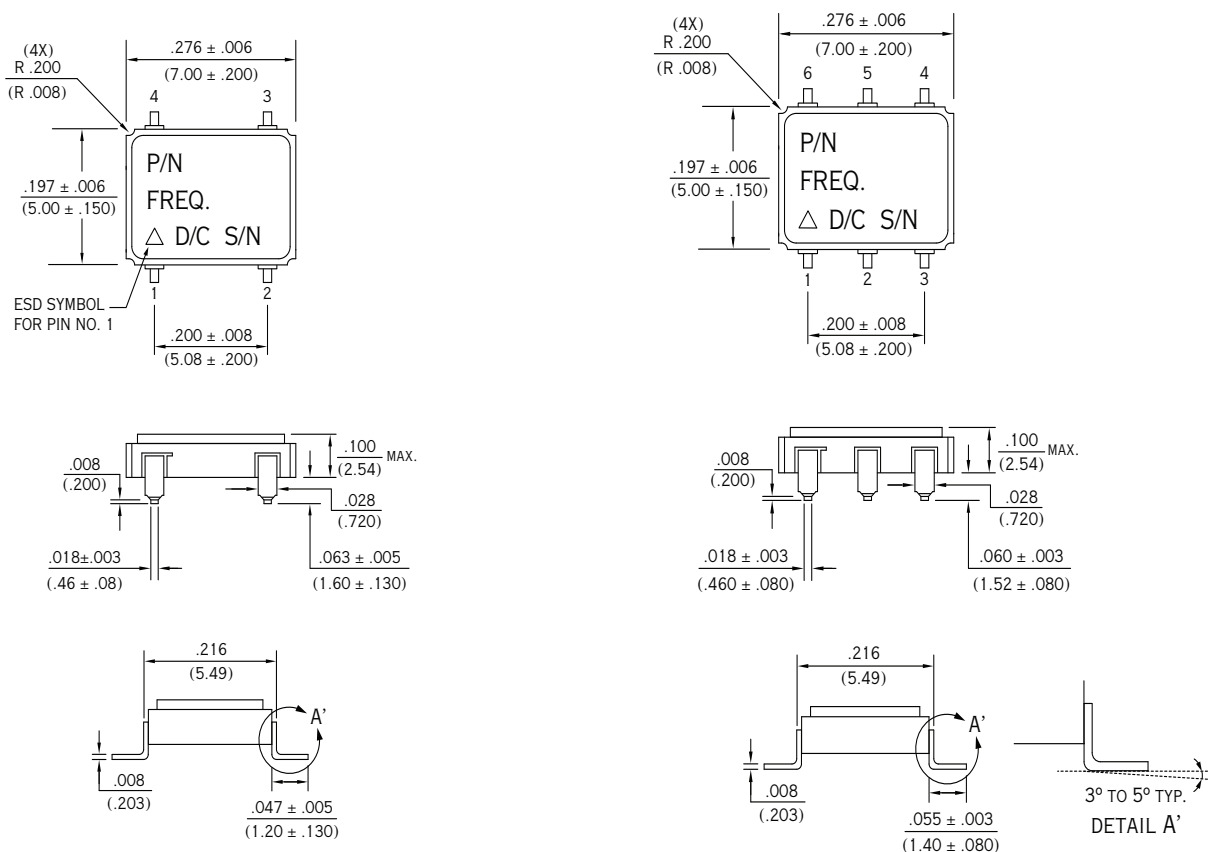 (4X)
R .200
(R .008)
.276 ± .006
(7.00 ± .200)
4
3
.197 ± .006
(5.00 ± .150)
P/N
FREQ.
△ D/C S/N
1
2
ESD SYMBOL
FOR PIN NO. 1
.200 ± .008
(5.08 ± .200)
.100
(2.54)
MAX.
.008
(.200)
.028
(.720)
.018±.003
(.46 ± .08)
.063 ± .005
(1.60 ± .130)
.216
(5.49)
A'
.008
(.203)
.047 ± .005
(1.20 ± .130)
(4X)
R .200
(R .008)
.276 ± .006
(7.00 ± .200)
6
5
4
.197 ± .006
(5.00 ± .150)
P/N
FREQ.
△ D/C S/N
1
2
3
.200 ± .008
(5.08 ± .200)
.100
(2.54)
MAX.
.008
(.200)
.028
(.720)
.018 ± .003
(.460 ± .080)
.060 ± .003
(1.52 ± .080)
.216
(5.49)
A'
.008
(.203)
.055 ± .003
(1.40 ± .080)
3º TO 5º TYP.
DETAIL A'